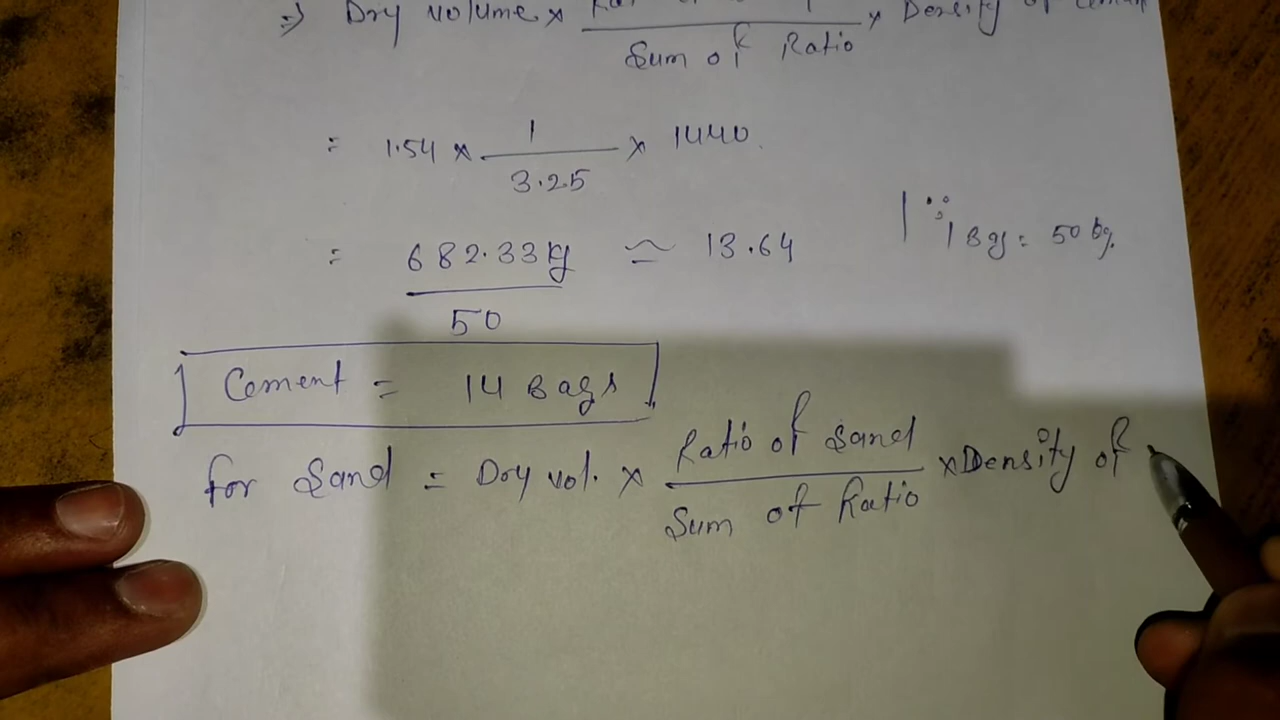 ⇒ Dry volume × / Sum of Ratio × Density of Cement
= 1.54 × 1 / 3.25 × 1440.
= 682.33 kg / 50 ≃ 13.64
1 Bag = 50 kg.
Cement = 14 Bags
for Sand = Dry vol. × Ratio of Sand / Sum of Ratio × Density of